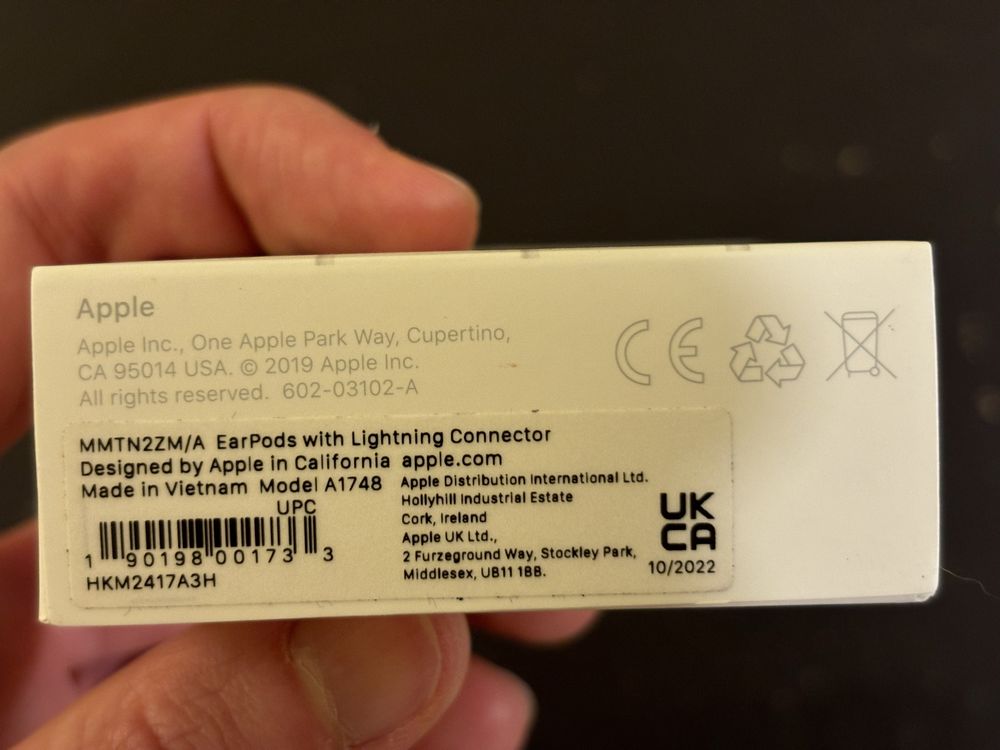 Apple
Apple Inc., One Apple Park Way, Cupertino,
CA 95014 USA. © 2019 Apple Inc.
All rights reserved. 602-03102-A
CE
MMTN2ZM/A EarPods with Lightning Connector
Designed by Apple in California apple.com
Made in Vietnam Model A1748
UPC
1 90198 00173 3
HKM2417A3H
Apple Distribution International Ltd.
Hollyhill Industrial Estate
Cork, Ireland
Apple UK Ltd.,
2 Furzeground Way, Stockley Park,
Middlesex, UB11 1BB.
UK
CA
10/2022